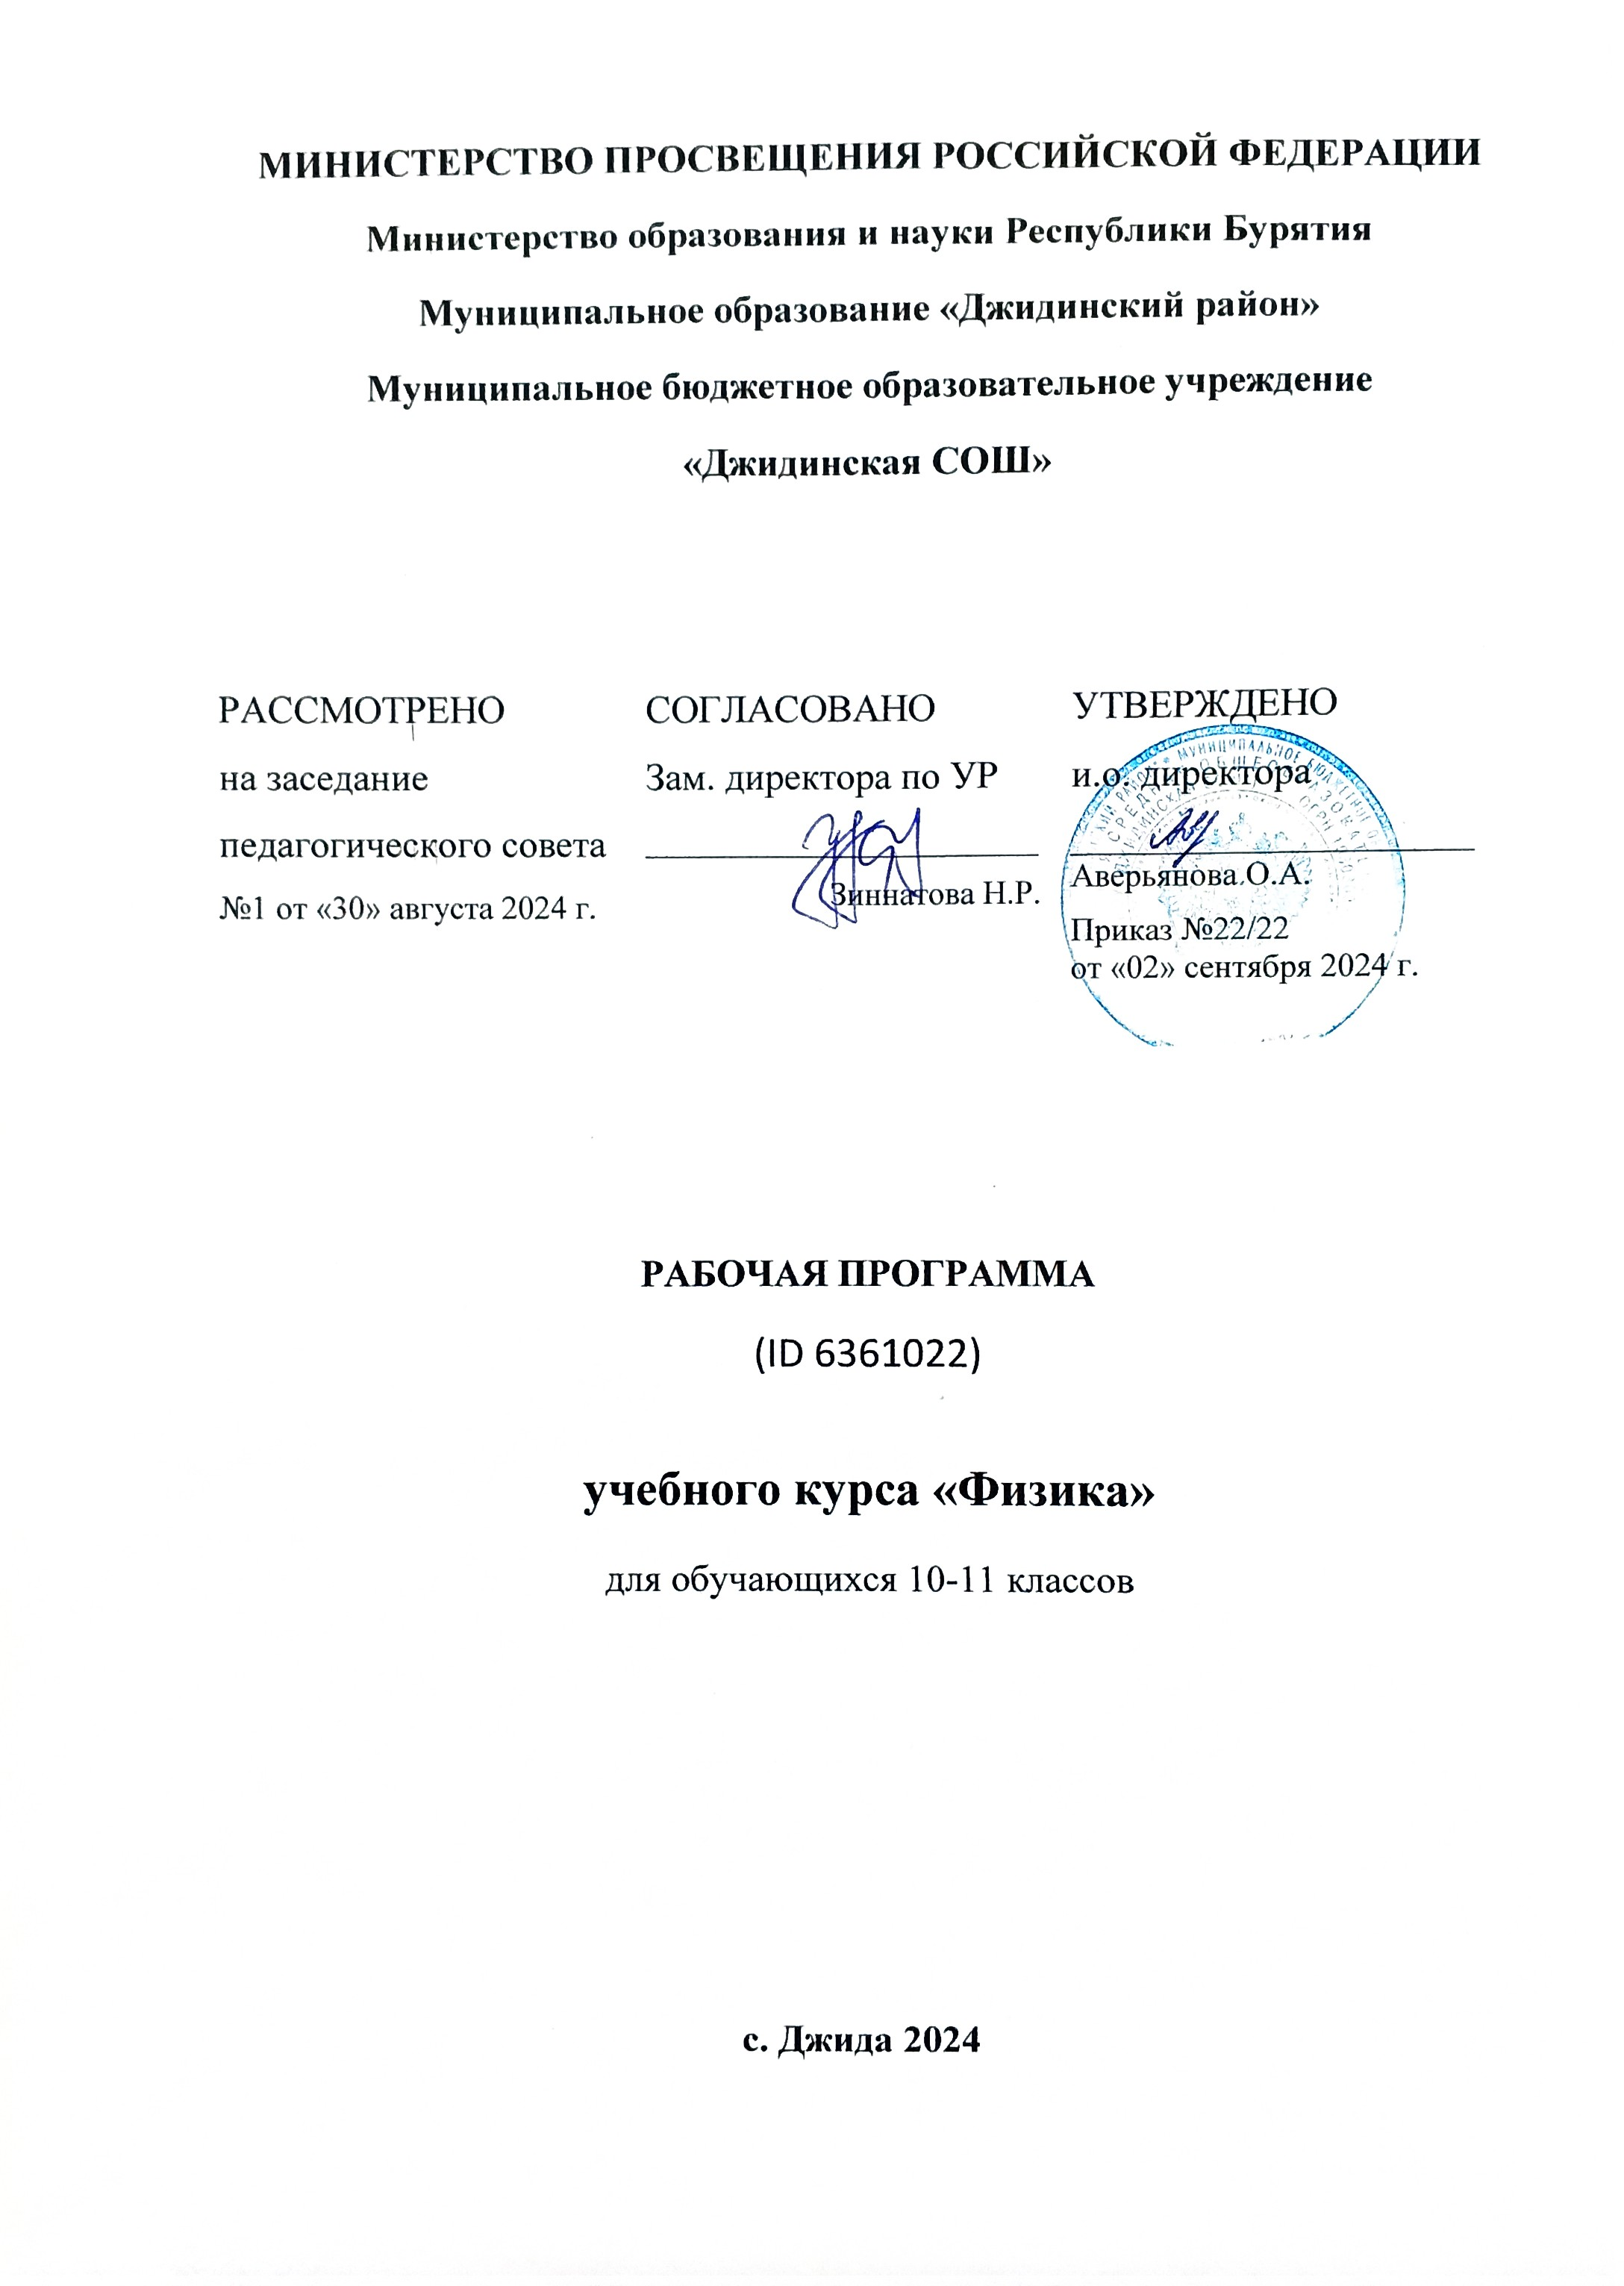 МИНИСТЕРСТВО ПРОСВЕЩЕНИЯ РОССИЙСКОЙ ФЕДЕРАЦИИ
Министерство образования и науки Республики Бурятия
Муниципальное образование «Джидинский район»
Муниципальное бюджетное образовательное учреждение
«Джидинская СОШ»
РАССМОТРЕНО
на заседание
педагогического совета
№1 от «30» августа 2024 г.
СОГЛАСОВАНО
Зам. директора по УР
Зиннатова Н.Р.
УТВЕРЖДЕНО
и.о. директора
Аверьянова.О.А.
Приказ №22/22
от «02» сентября 2024 г.
МУНИЦИПАЛЬНОЕ БЮДЖЕТНОЕ
РАБОЧАЯ ПРОГРАММА
(ID 6361022)
учебного курса «Физика»
для обучающихся 10-11 классов
с. Джида 2024